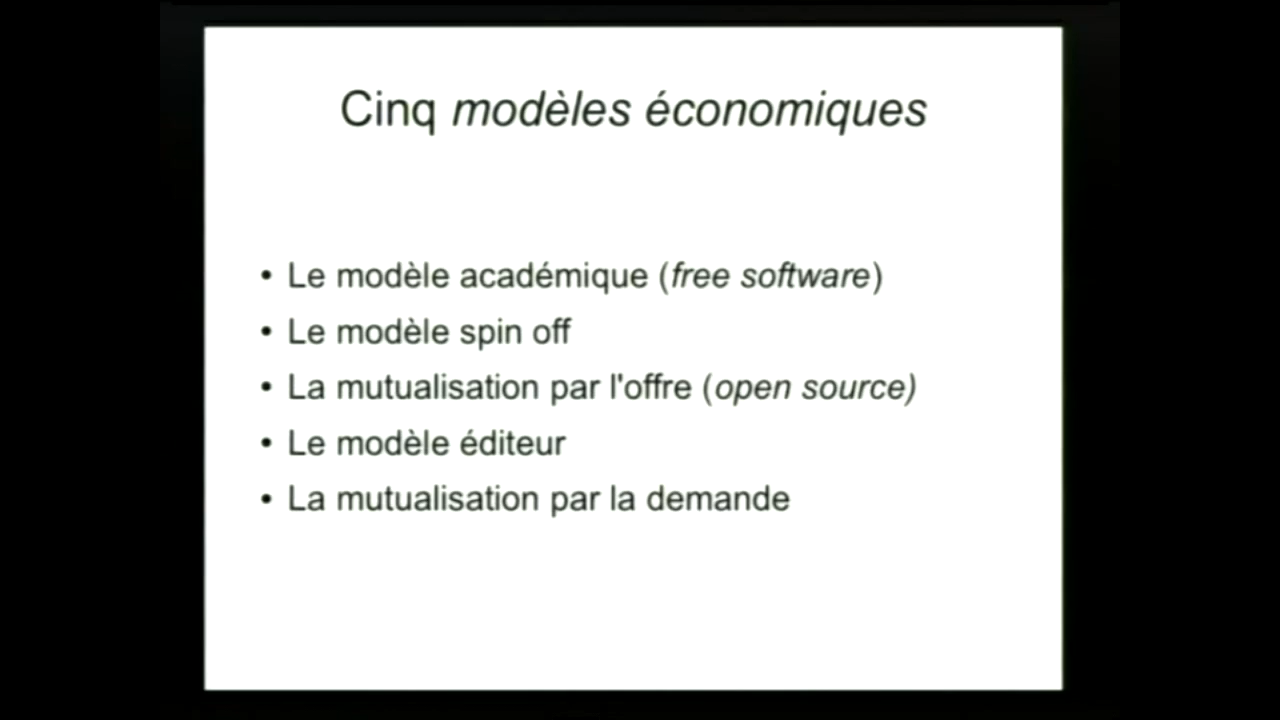 Cinq modèles économiques
• Le modèle académique (free software)
• Le modèle spin off
• La mutualisation par l'offre (open source)
• Le modèle éditeur
• La mutualisation par la demande